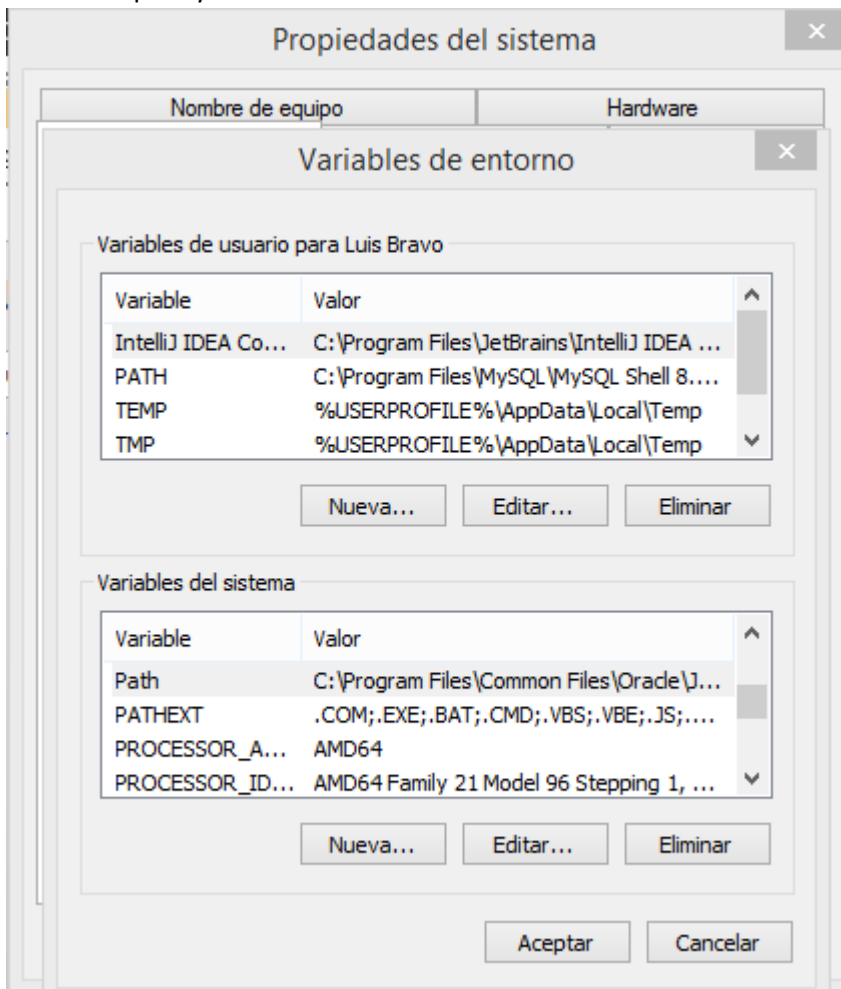 Propiedades del sistema
Nombre de equipo Hardware
Variables de entorno
Variables de usuario para Luis Bravo
Variable Valor
IntelliJ IDEA Co... C:\Program Files\JetBrains\IntelliJ IDEA ...
PATH C:\Program Files\MySQL\MySQL Shell 8....
TEMP %USERPROFILE%\AppData\Local\Temp
TMP %USERPROFILE%\AppData\Local\Temp
Nueva... Editar... Eliminar
Variables del sistema
Variable Valor
Path C:\Program Files\Common Files\Oracle\J...
PATHEXT .COM;.EXE;.BAT;.CMD;.VBS;.VBE;.JS;....
PROCESSOR_A... AMD64
PROCESSOR_ID... AMD64 Family 21 Model 96 Stepping 1, ...
Nueva... Editar... Eliminar
Aceptar Cancelar